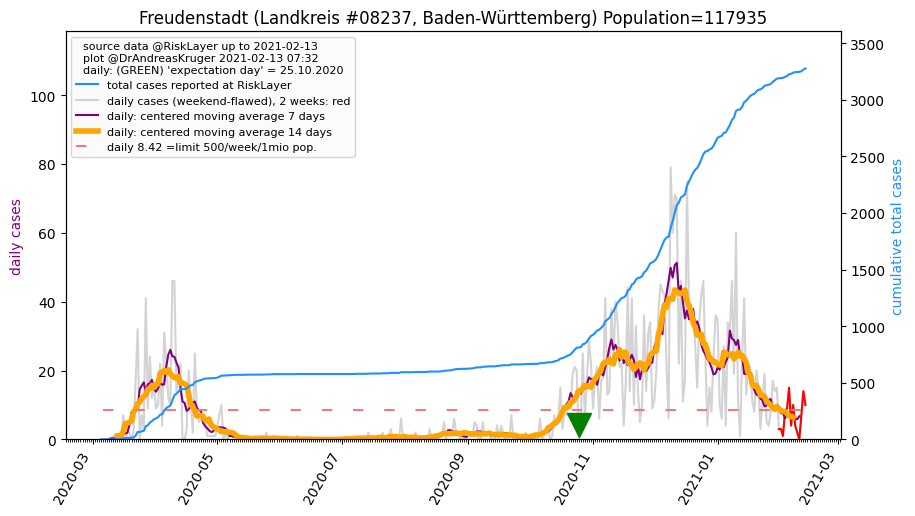 Freudenstadt (Landkreis #08237, Baden-Württemberg) Population=117935
source data @RiskLayer up to 2021-02-13
plot @DrAndreasKruger 2021-02-13 07:32
daily: (GREEN) 'expectation day' = 25.10.2020
total cases reported at RiskLayer
daily cases (weekend-flawed), 2 weeks: red
daily: centered moving average 7 days
daily: centered moving average 14 days
daily 8.42 =limit 500/week/1mio pop.
daily cases
100
80
60
40
20
0
cumulative total cases
3500
3000
2500
2000
1500
1000
500
0
2020-03
2020-05
2020-07
2020-09
2020-11
2021-01
2021-03